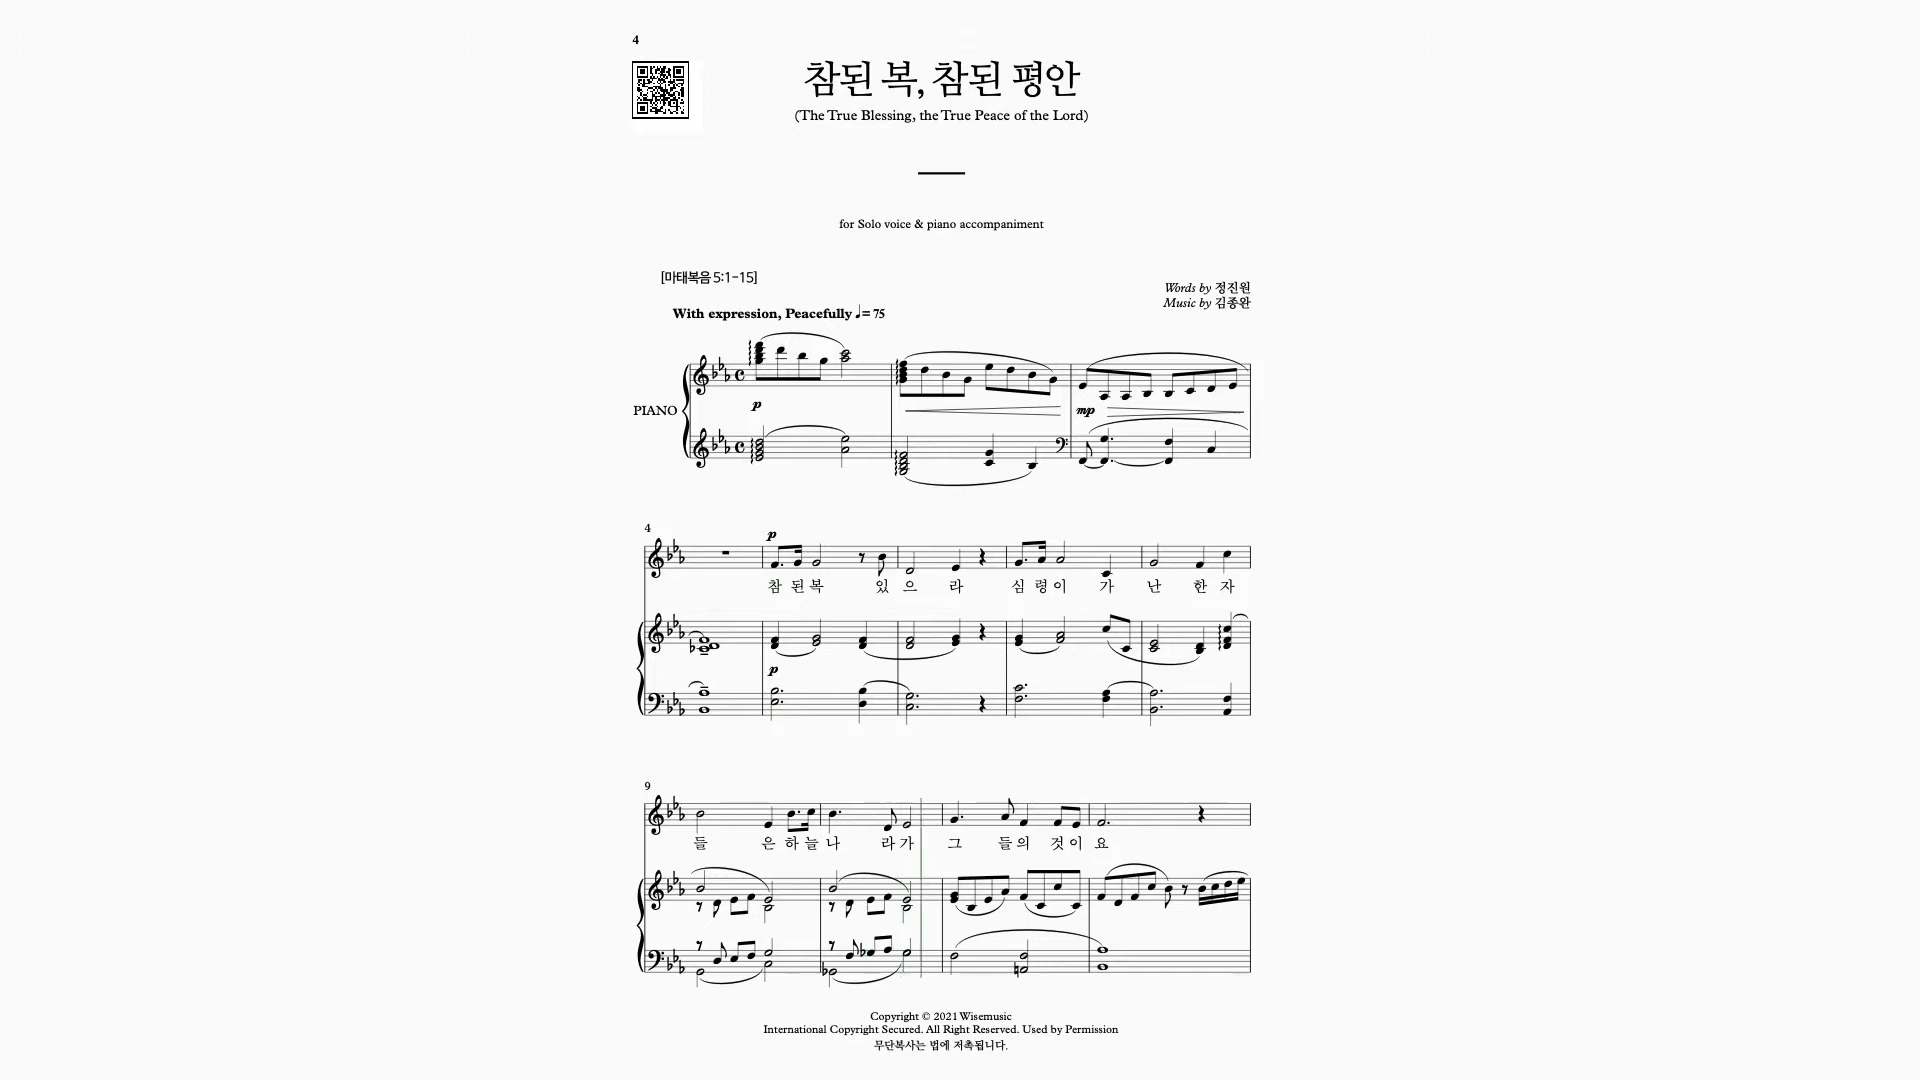 4
참된 복, 참된 평안
(The True Blessing, the True Peace of the Lord)
for Solo voice & piano accompaniment
[마태복음 5:1-15]
Words by 정진원
Music by 김종완
With expression, Peacefully ♩= 75
p
PIANO
mp
4
p
참 된 복 있 으 라 심 령 이 가 난 한 자
p
9
들 은 하 늘 나 라 가 그 들 의 것 이 요
Copyright © 2021 Wisemusic
International Copyright Secured. All Right Reserved. Used by Permission
무단복사는 법에 저촉됩니다.